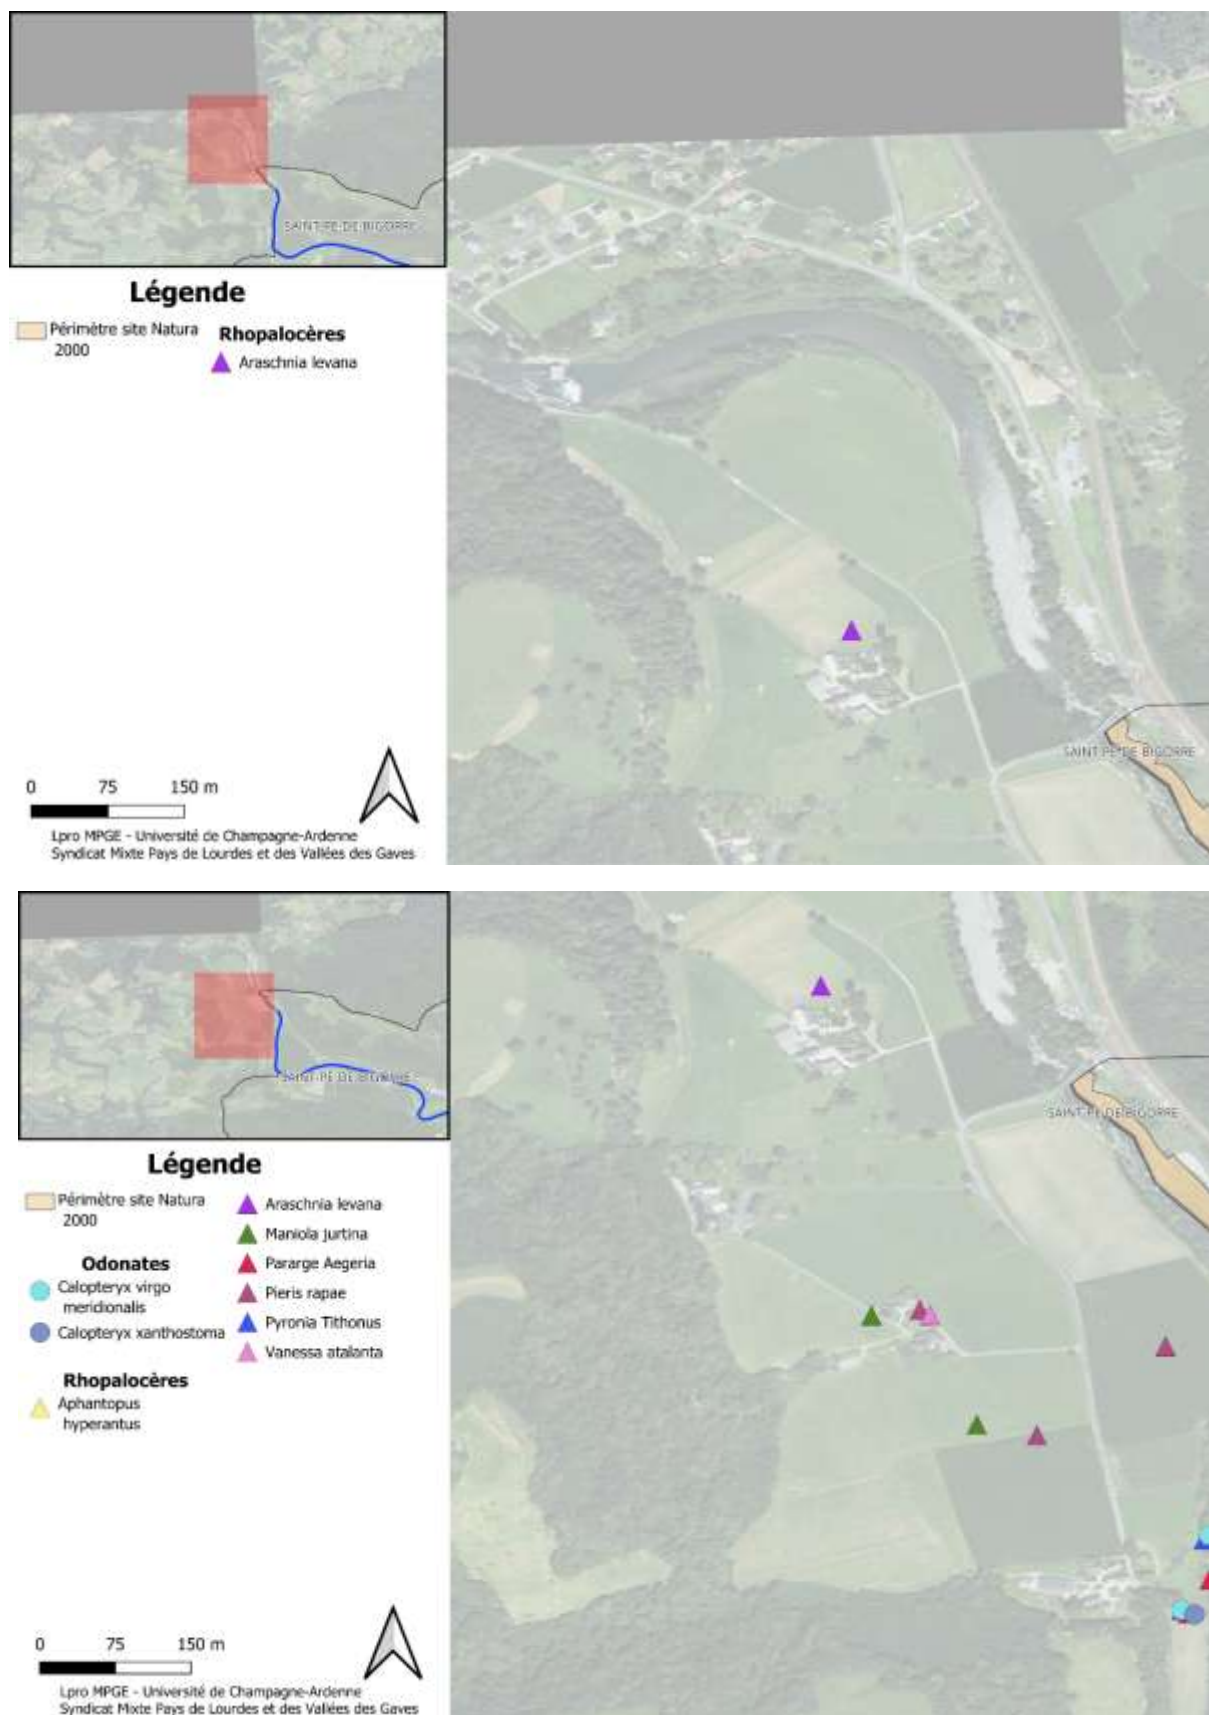 SAINT-PE-DE-BIGORRE
Légende
Périmètre site Natura
2000
Rhopalocères
Araschnia levana
SAINT-PE-DE-BIGORRE
0 75 150 m
Lpro MPGE - Université de Champagne-Ardenne
Syndicat Mixte Pays de Lourdes et des Vallées des Gaves
SAINT-PE-DE-BIGORRE
SAINT-PE-DE-BIGORRE
Légende
Périmètre site Natura
2000
Odonates
Calopteryx virgo
meridionalis
Calopteryx xanthostoma
Rhopalocères
Aphantopus
hyperantus
Araschnia levana
Maniola jurtina
Pararge Aegeria
Pieris rapae
Pyronia Tithonus
Vanessa atalanta
0 75 150 m
Lpro MPGE - Université de Champagne-Ardenne
Syndicat Mixte Pays de Lourdes et des Vallées des Gaves